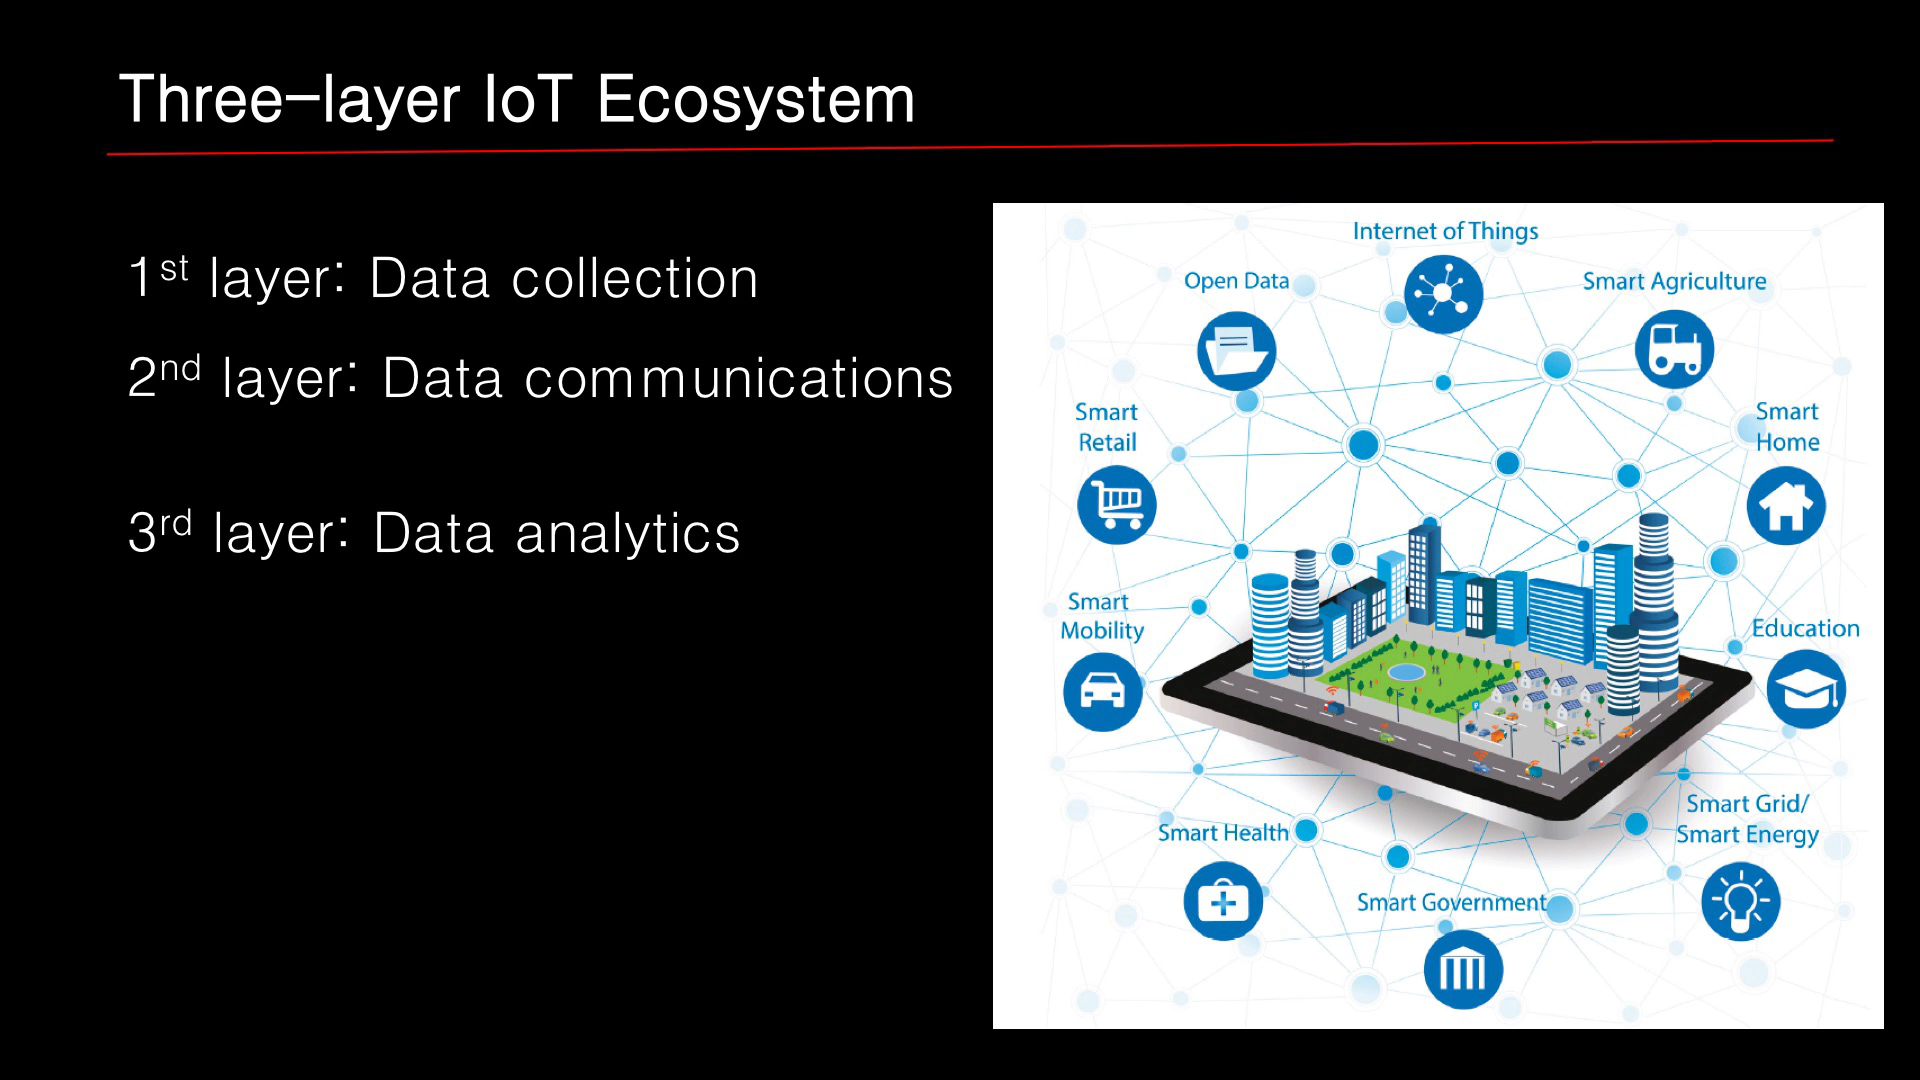 Three-layer IoT Ecosystem
1st layer: Data collection
2nd layer: Data communications
3rd layer: Data analytics
Internet of Things
Open Data
Smart Agriculture
Smart
Retail
Smart
Home
Smart
Mobility
Education
Smart Health
Smart Grid/
Smart Energy
Smart Government
P